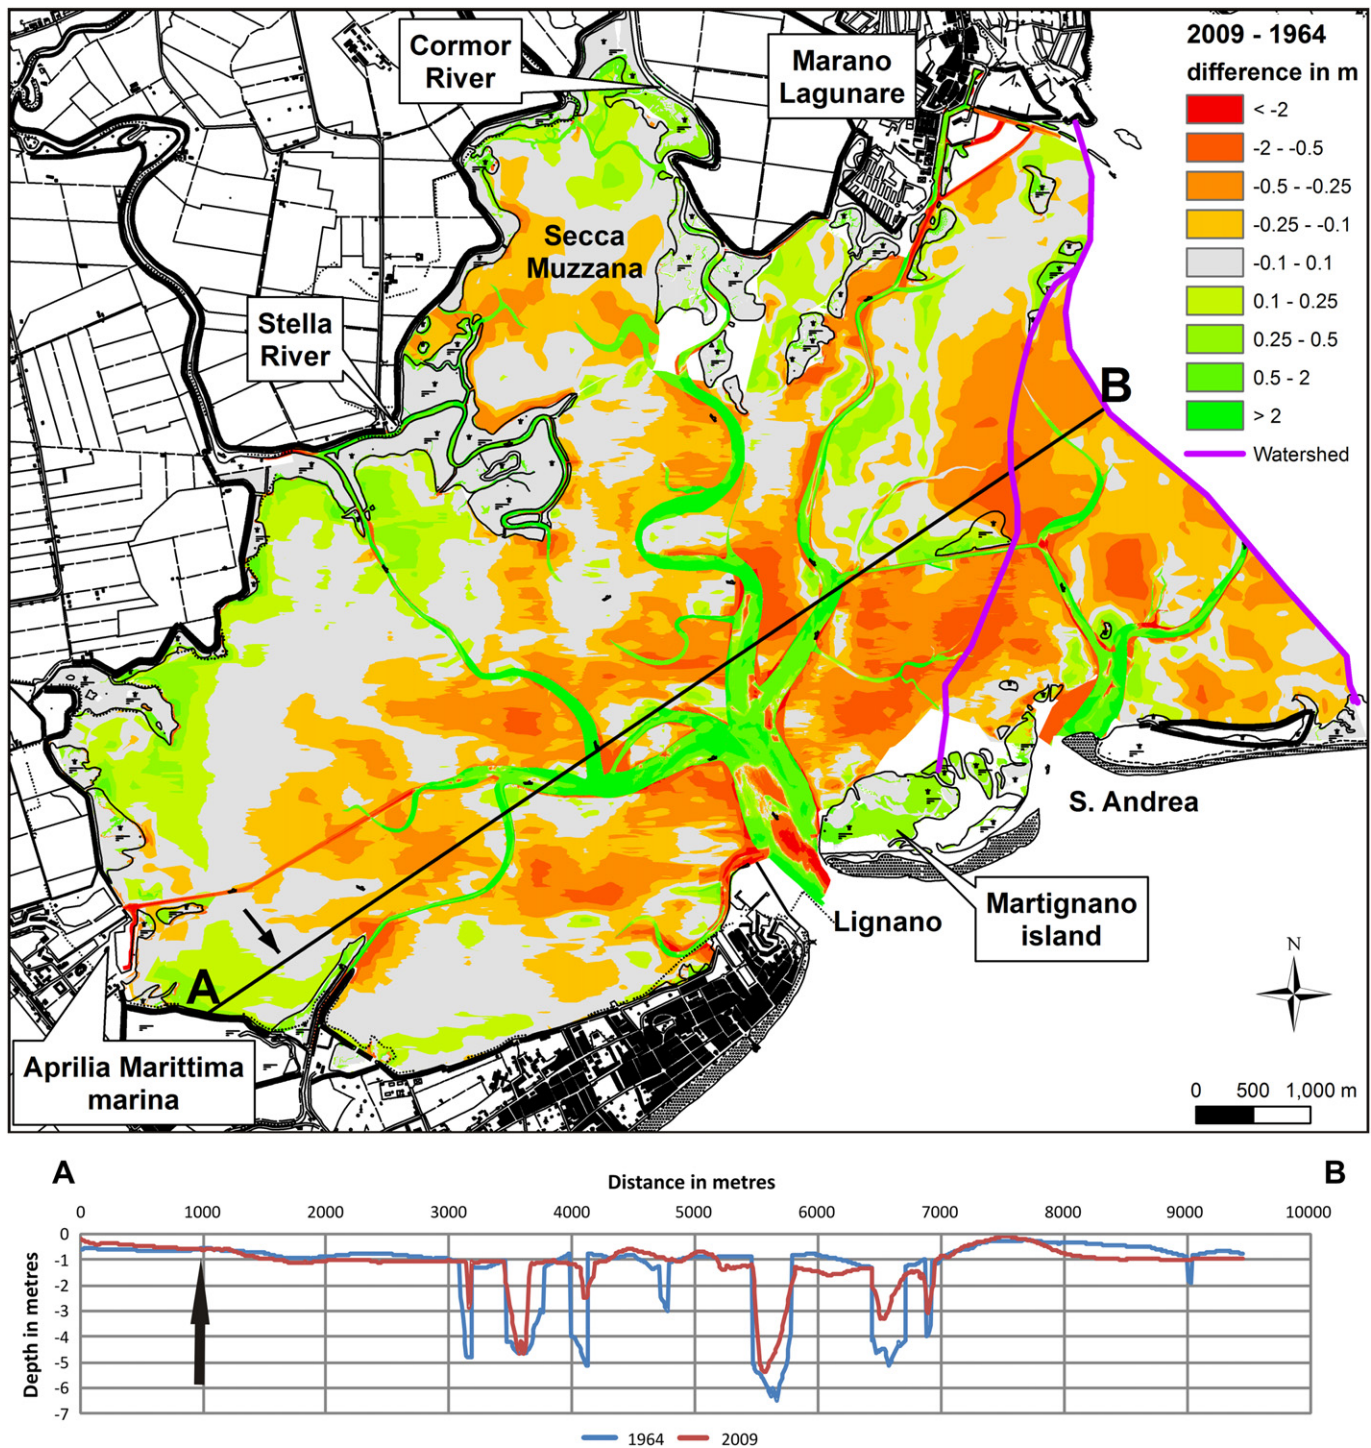 Cormor
River
Marano
Lagunare
2009 - 1964
difference in m
< -2
-2 - -0.5
-0.5 - -0.25
-0.25 - -0.1
-0.1 - 0.1
0.1 - 0.25
0.25 - 0.5
0.5 - 2
> 2
Watershed
Secca
Muzzana
Stella
River
B
S. Andrea
Martignano
island
Lignano
A
N
Aprilia Marittima
marina
0 500 1,000 m
A
B
Distance in metres
0 1000 2000 3000 4000 5000 6000 7000 8000 9000 10000
Depth in metres
0
-1
-2
-3
-4
-5
-6
-7
1964 2009